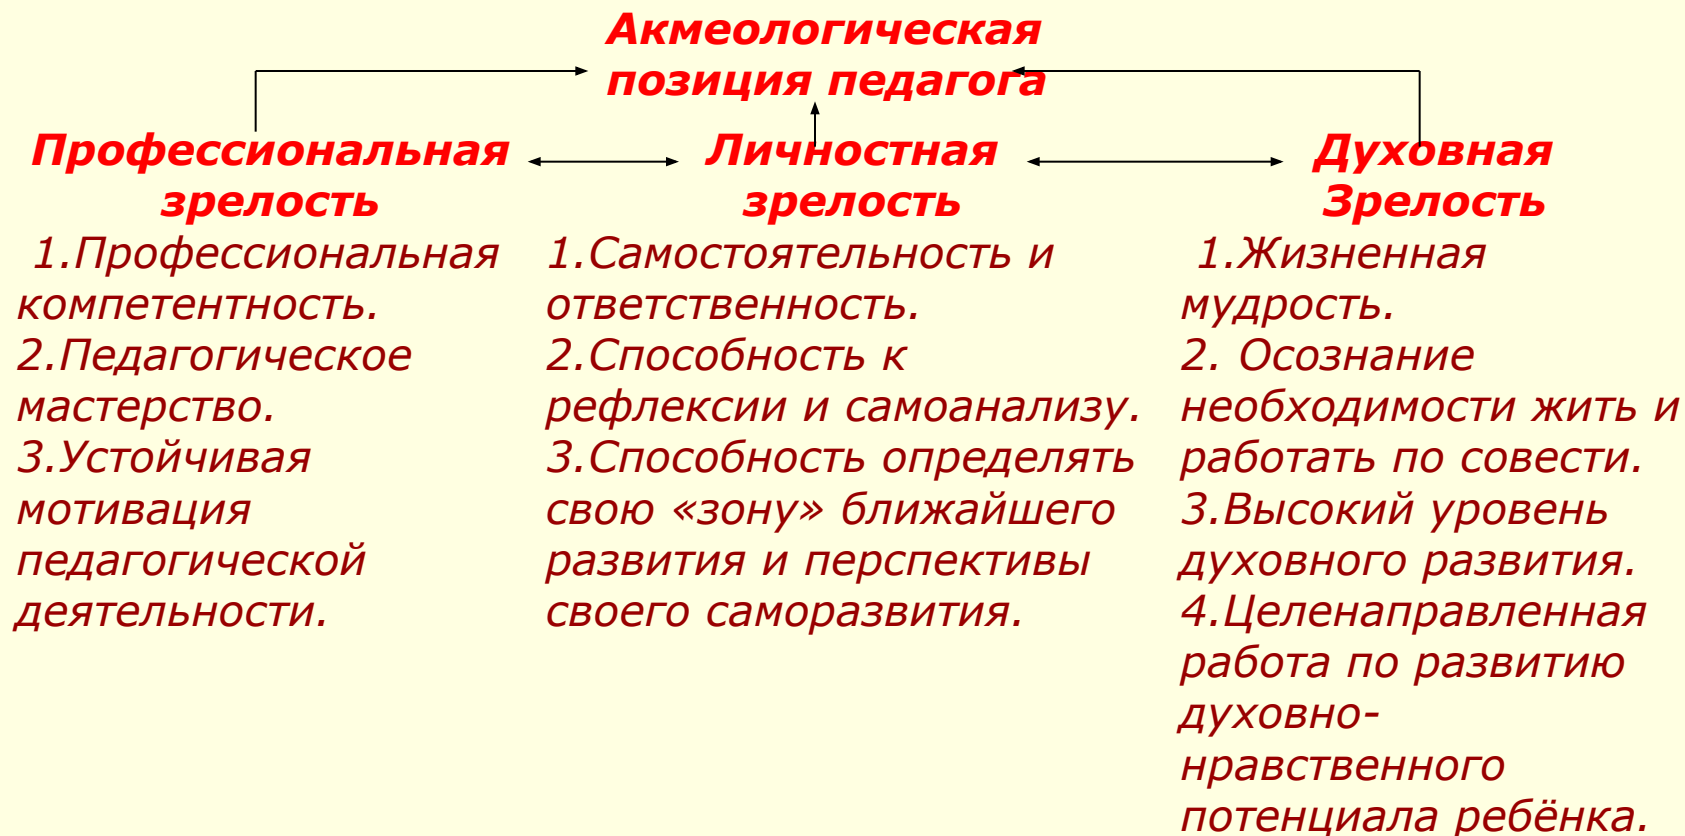 Акмеологическая
позиция педагога
Профессиональная
зрелость
1.Профессиональная
компетентность.
2.Педагогическое
мастерство.
3.Устойчивая
мотивация
педагогической
деятельности.
Личностная
зрелость
1.Самостоятельность и
ответственность.
2.Способность к
рефлексии и самоанализу.
3.Способность определять
свою «зону» ближайшего
развития и перспективы
своего саморазвития.
Духовная
Зрелость
1.Жизненная
мудрость.
2. Осознание
необходимости жить и
работать по совести.
3.Высокий уровень
духовного развития.
4.Целенаправленная
работа по развитию
духовно-
нравственного
потенциала ребёнка.